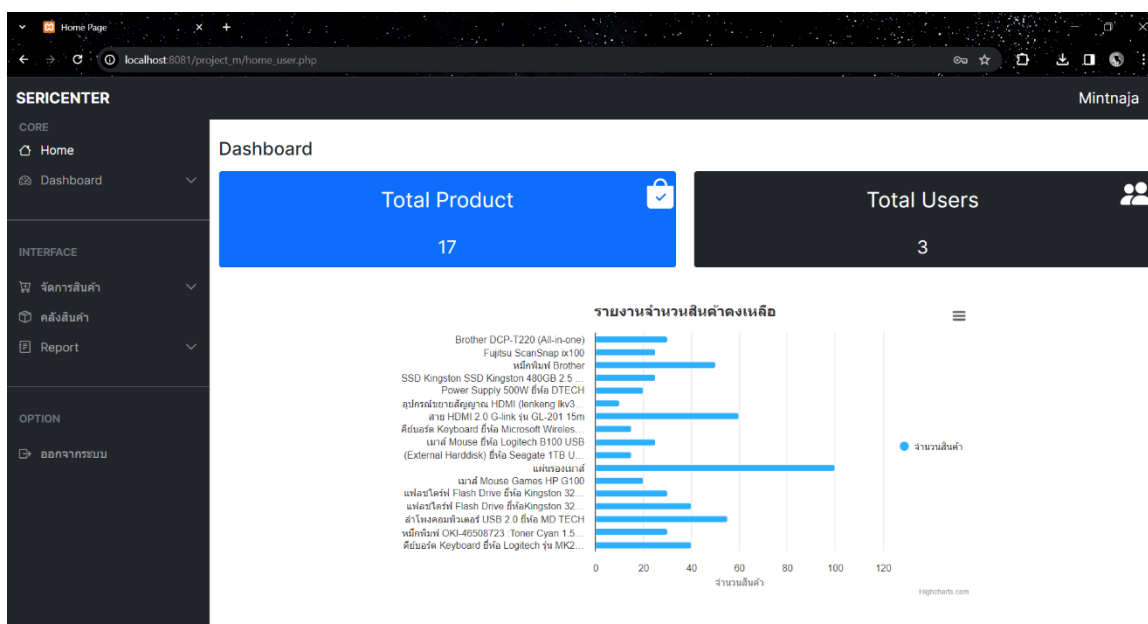 Home Page
localhost:8081/project_m/home_user.php
SERICENTER
Mintnaja
CORE
Home
Dashboard
INTERFACE
จัดการสินค้า
คลังสินค้า
Report
OPTION
ออกจากระบบ
Dashboard
Total Product
17
Total Users
3
รายงานจำนวนสินค้าคงเหลือ
Brother DCP-T220 (All-in-one)
Fujitsu ScanSnap ix100
หมึกพิมพ์ Brother
SSD Kingston SSD Kingston 480GB 2.5 ...
Power Supply 500W ยี่ห้อ DTECH
อุปกรณ์ขยายสัญญาณ HDMI (lenkeng lkv3...
สาย HDMI 2.0 G-link รุ่น GL-201 15m
คีย์บอร์ด Keyboard ยี่ห้อ Microsoft Wireles...
เมาส์ Mouse ยี่ห้อ Logitech B100 USB
(External Harddisk) ยี่ห้อ Seagate 1TB U...
แผ่นรองเมาส์
เมาส์ Mouse Games HP G100
แฟลชไดร์ฟ Flash Drive ยี่ห้อ Kingston 32...
แฟลชไดร์ฟ Flash Drive ยี่ห้อKingston 32...
ลำโพงคอมพิวเตอร์ USB 2.0 ยี่ห้อ MD TECH
หมึกพิมพ์ OKI-46508723 :Toner Cyan 1.5...
คีย์บอร์ด Keyboard ยี่ห้อ Logitech รุ่น MK2...
0 20 40 60 80 100 120
จำนวนสินค้า
จำนวนสินค้า
Highcharts.com